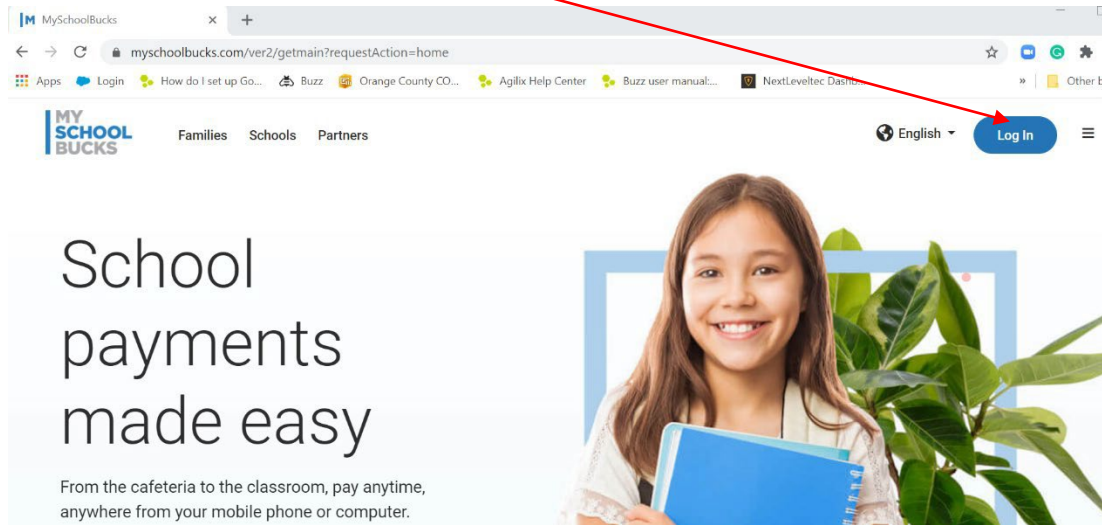 M MySchoolBucks × +
myschoolbucks.com/ver2/getmain?requestAction=home
Apps Login How do I set up Go... Buzz Orange County CO... Agilix Help Center Buzz user manual:... NextLeveltec Dashb... » Other b
MY
SCHOOL
BUCKS
Families Schools Partners English Log In
School
payments
made easy
From the cafeteria to the classroom, pay anytime,
anywhere from your mobile phone or computer.